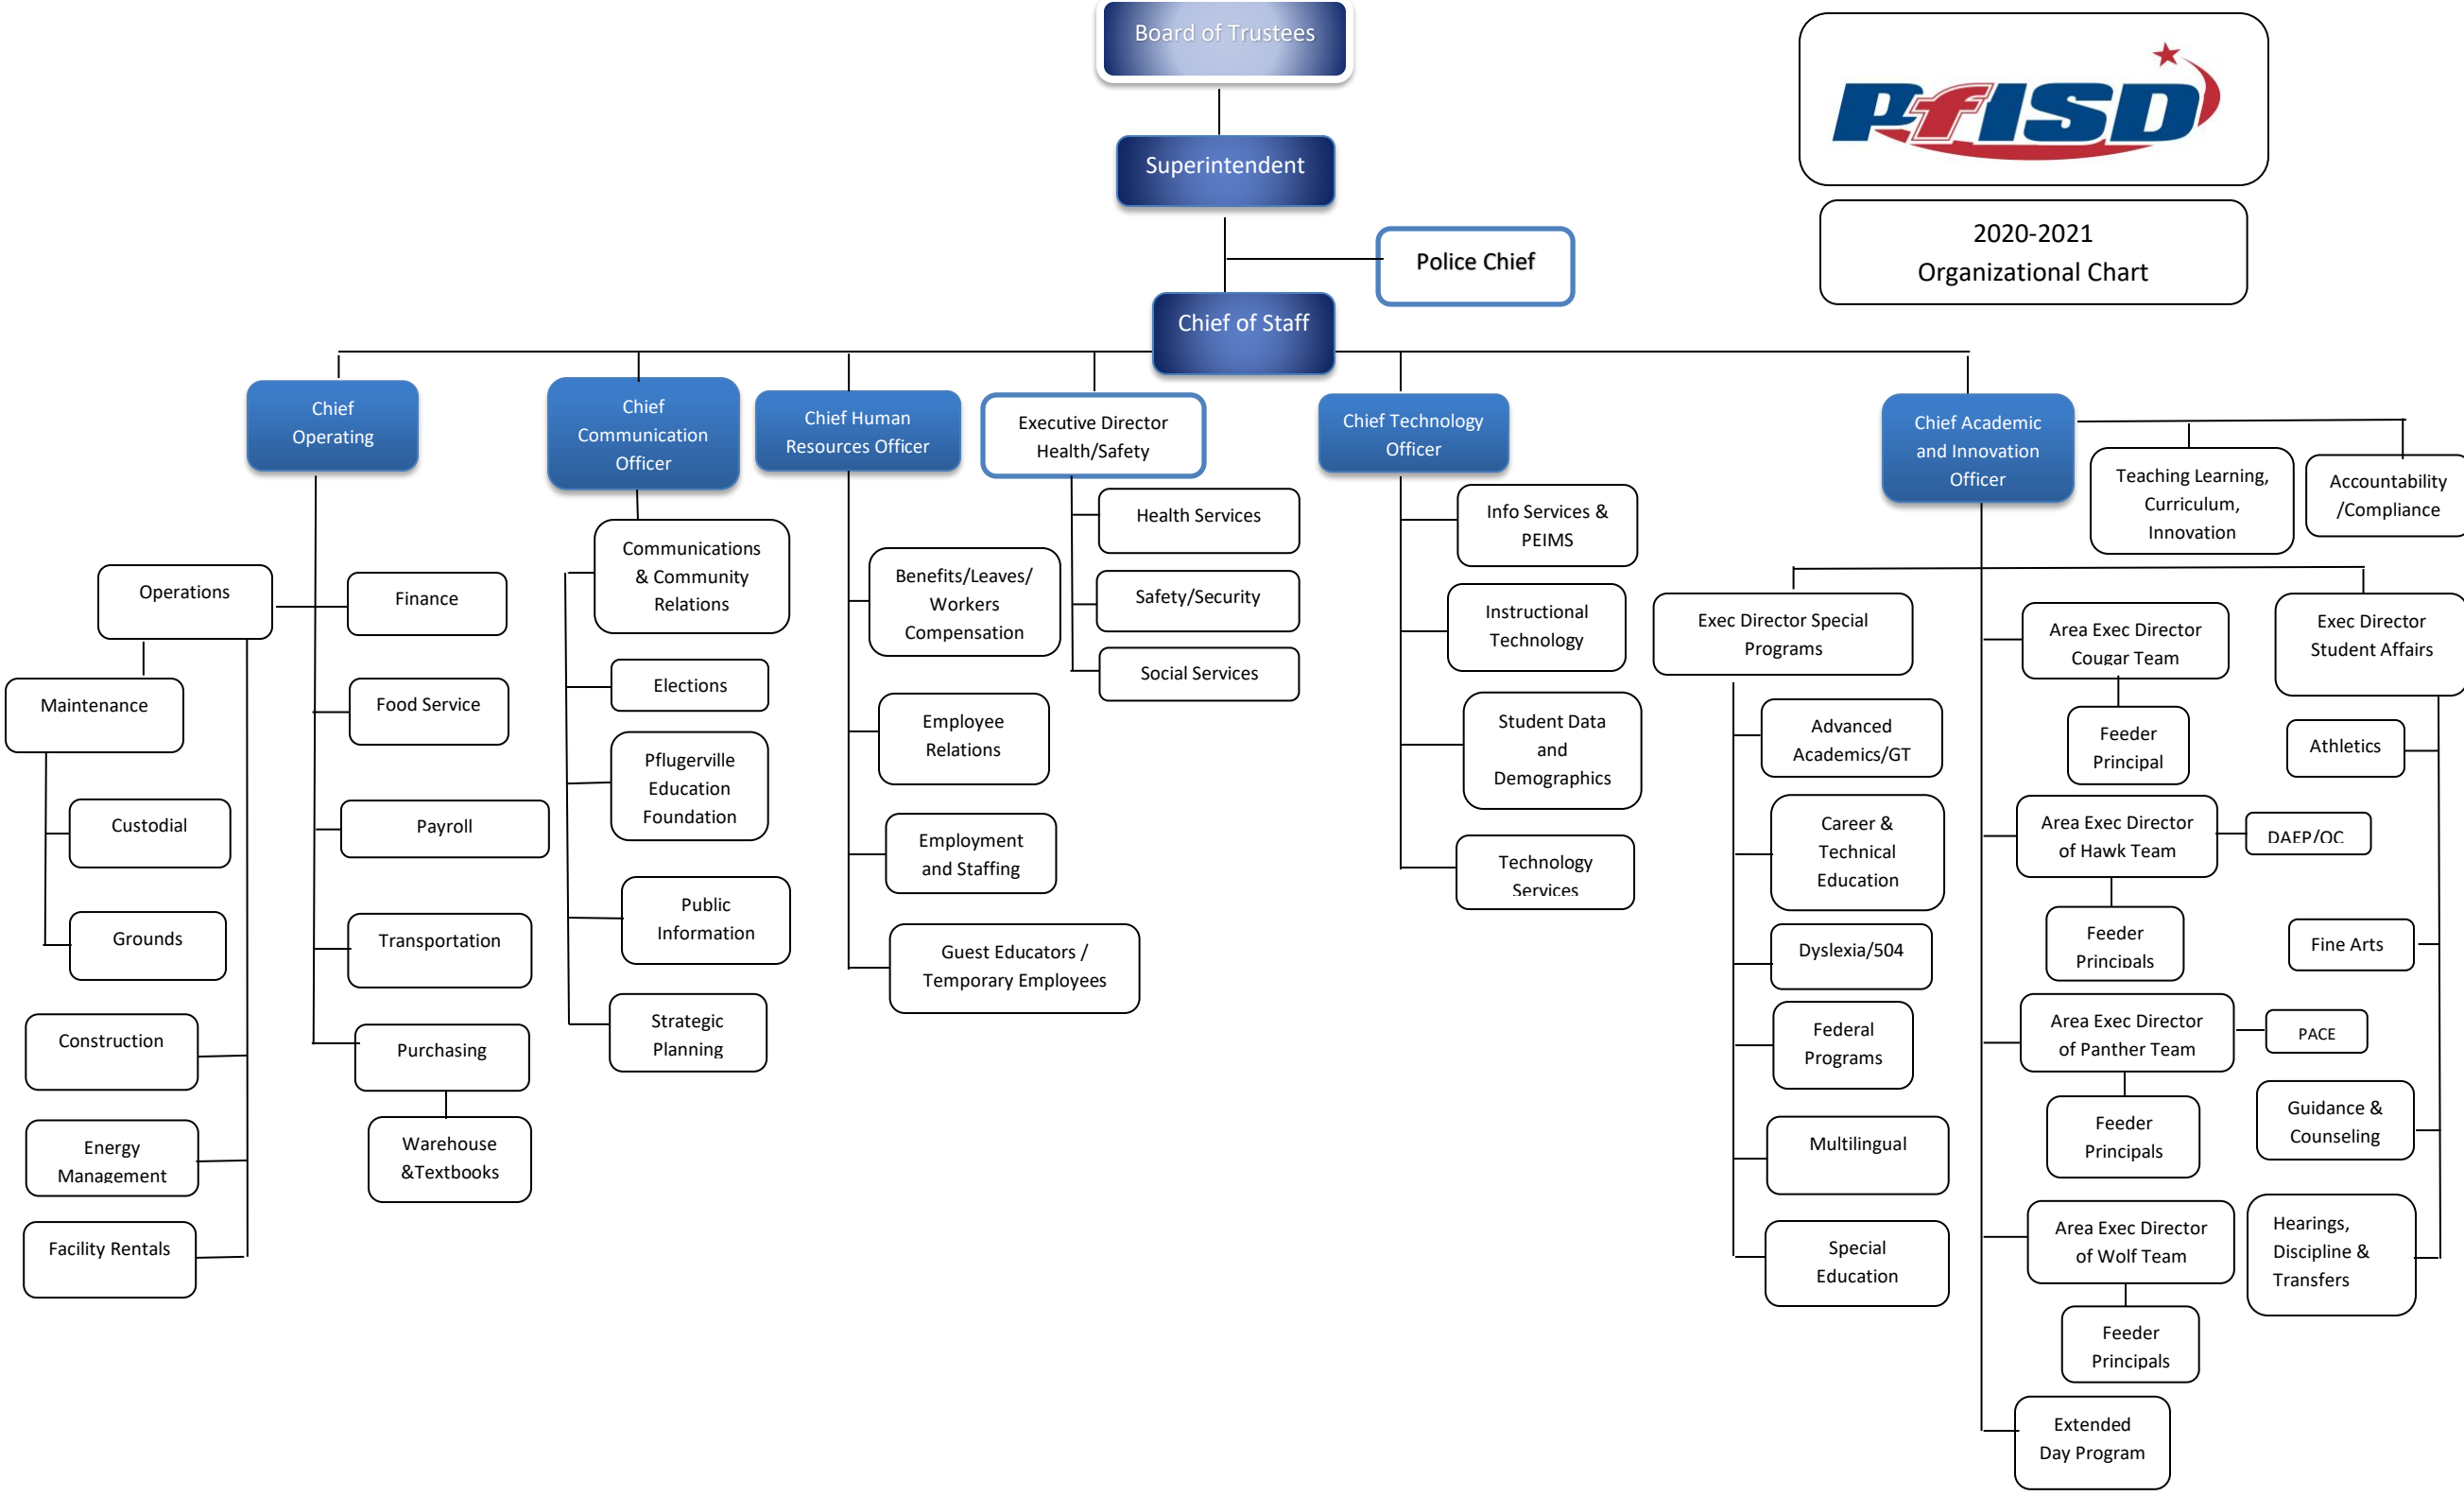 Board of Trustees
PfISD
Superintendent
2020-2021
Organizational Chart
Police Chief
Chief of Staff
Chief
Operating
Chief
Communication
Officer
Chief Human
Resources Officer
Executive Director
Health/Safety
Chief Technology
Officer
Chief Academic
and Innovation
Officer
Teaching Learning,
Curriculum,
Innovation
Accountability
/Compliance
Operations
Finance
Maintenance
Food Service
Custodial
Payroll
Grounds
Transportation
Construction
Purchasing
Energy
Management
Warehouse
&Textbooks
Facility Rentals
Communications
& Community
Relations
Elections
Pflugerville
Education
Foundation
Public
Information
Strategic
Planning
Benefits/Leaves/
Workers
Compensation
Employee
Relations
Employment
and Staffing
Guest Educators /
Temporary Employees
Health Services
Safety/Security
Social Services
Info Services &
PEIMS
Instructional
Technology
Student Data
and
Demographics
Technology
Services
Exec Director Special
Programs
Advanced
Academics/GT
Career &
Technical
Education
Dyslexia/504
Federal
Programs
Multilingual
Special
Education
Area Exec Director
Cougar Team
Feeder
Principal
Area Exec Director
of Hawk Team
DAEP/OC
Feeder
Principals
Area Exec Director
of Panther Team
PACE
Feeder
Principals
Area Exec Director
of Wolf Team
Feeder
Principals
Extended
Day Program
Exec Director
Student Affairs
Athletics
Fine Arts
Guidance &
Counseling
Hearings,
Discipline &
Transfers